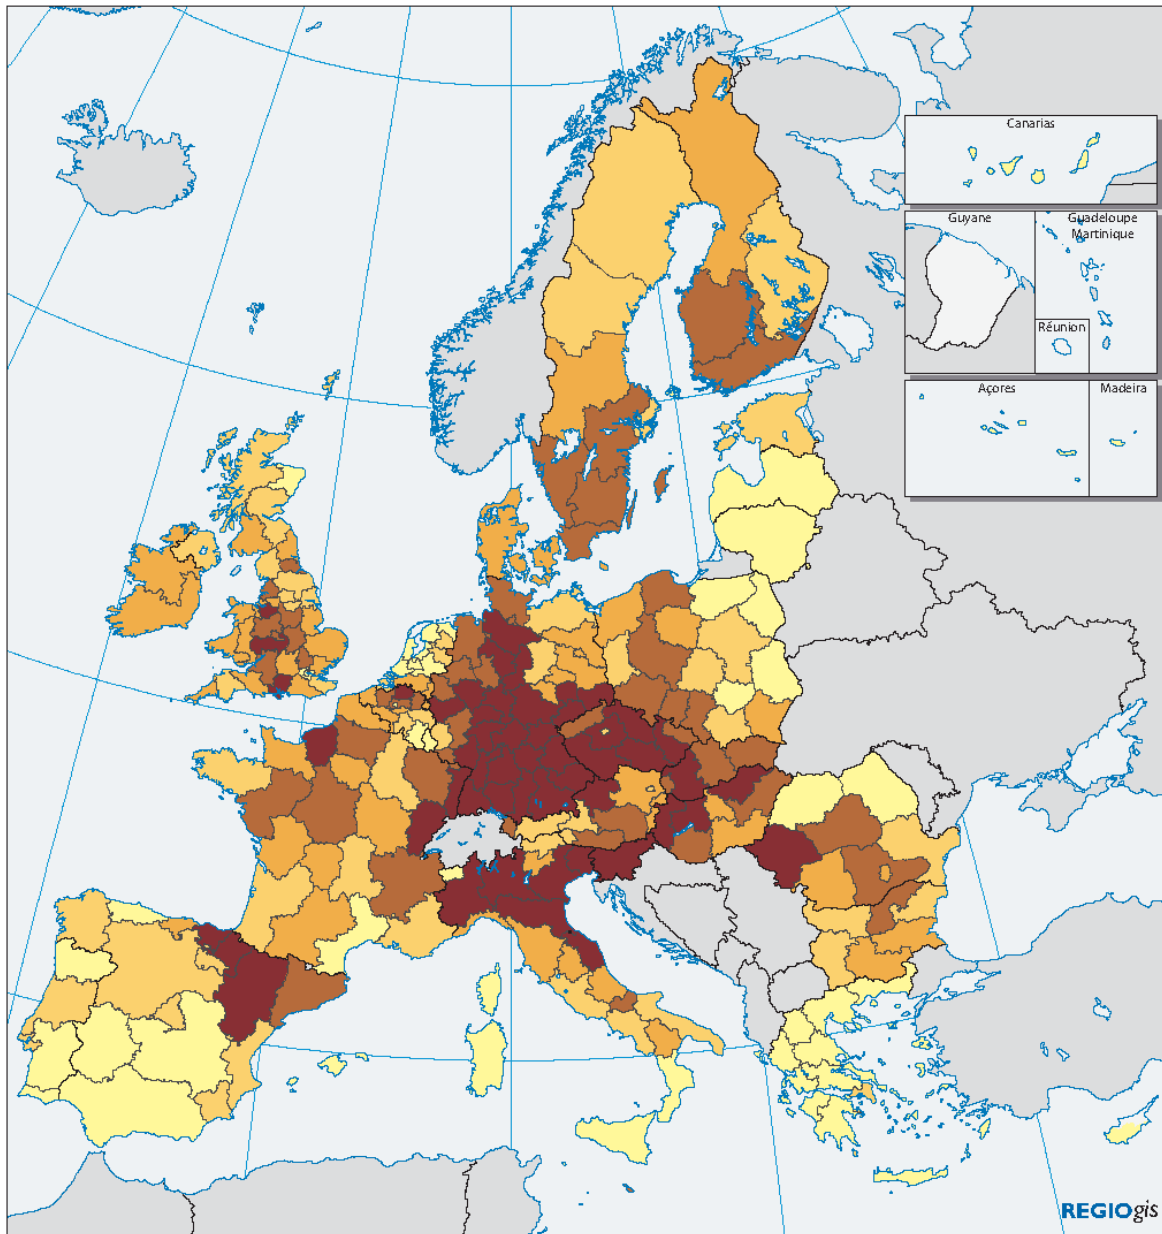 Canarias
Guyane
Guadeloupe
Martinique
Réunion
Açores
Madeira
REGIOgis